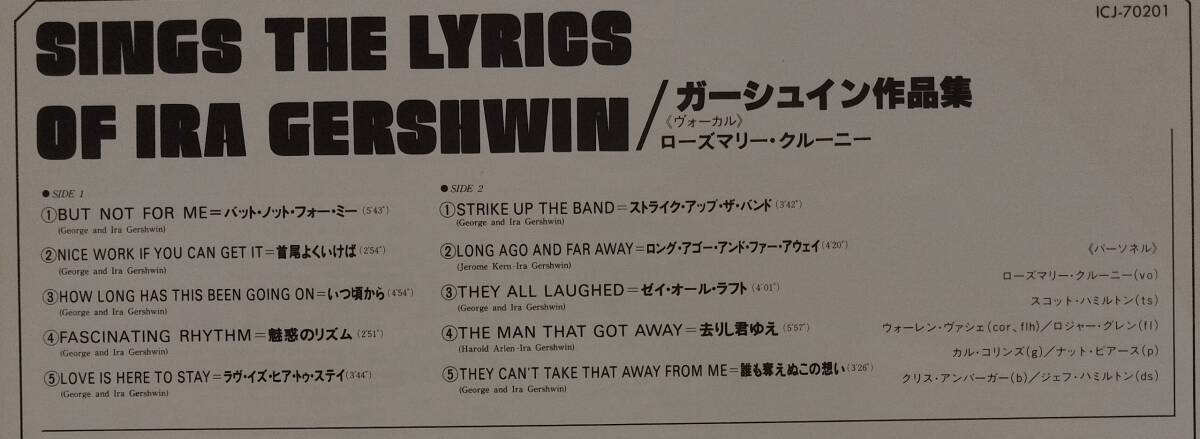 ICJ-70201
SINGS THE LYRICS
OF IRA GERSHWIN/ガーシュイン作品集
《ヴォーカル》
ローズマリー・クルーニー
● SIDE 1
①BUT NOT FOR ME=バット・ノット・フォー・ミー(5'43")
(George and Ira Gershwin)
②NICE WORK IF YOU CAN GET IT=首尾よくいけば(2'54")
(George and Ira Gershwin)
③HOW LONG HAS THIS BEEN GOING ON=いつ頃から(4'54")
(George and Ira Gershwin)
④FASCINATING RHYTHM=魅惑のリズム(2'51")
(George and Ira Gershwin)
⑤LOVE IS HERE TO STAY=ラヴ・イズ・ヒア・トゥ・ステイ(3'44")
(George and Ira Gershwin)
● SIDE 2
①STRIKE UP THE BAND=ストライク・アップ・ザ・バンド(3'42")
(George and Ira Gershwin)
②LONG AGO AND FAR AWAY=ロング・アゴー・アンド・ファー・アウェイ(4'20")
(Jerome Kern-Ira Gershwin)
③THEY ALL LAUGHED=ゼイ・オール・ラフト(4'01")
(George and Ira Gershwin)
④THE MAN THAT GOT AWAY=去りし君ゆえ(5'57")
(Harold Arlen-Ira Gershwin)
⑤THEY CAN'T TAKE THAT AWAY FROM ME=誰も奪えぬこの想い(3'26")
(George and Ira Gershwin)
《パーソネル》
ローズマリー・クルーニー(vo)
スコット・ハミルトン(ts)
ウォーレン・ヴァシェ(cor、flh)/ロジャー・グレン(fl)
カル・コリンズ(g)/ナット・ピアース(p)
クリス・アンバーガー(b)/ジェフ・ハミルトン(ds)